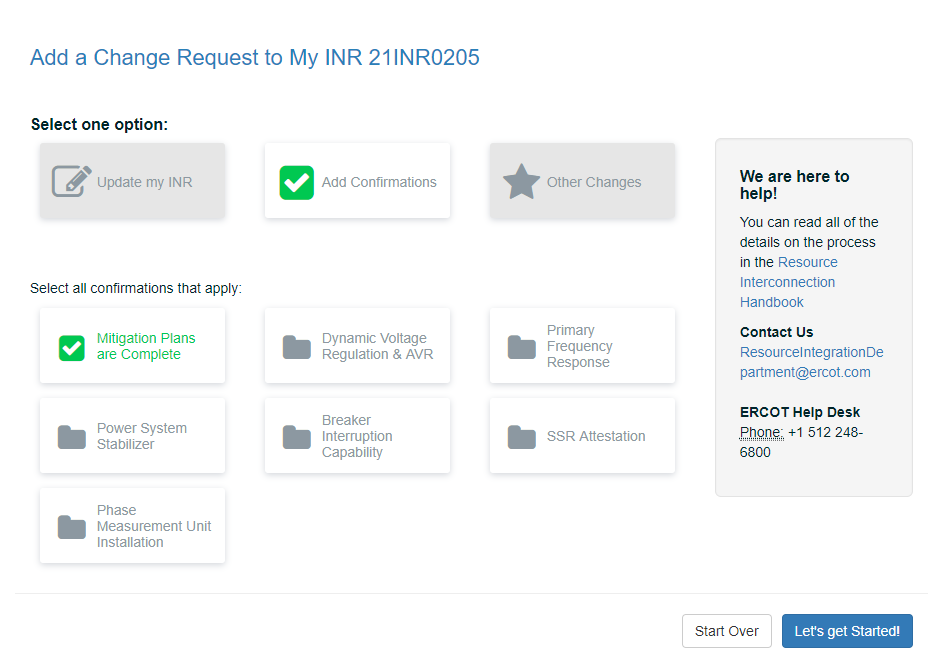 Add a Change Request to My INR 21INR0205
Select one option:
Update my INR
Add Confirmations
Other Changes
Select all confirmations that apply:
Mitigation Plans
are Complete
Dynamic Voltage
Regulation & AVR
Primary
Frequency
Response
Power System
Stabilizer
Breaker
Interruption
Capability
SSR Attestation
Phase
Measurement Unit
Installation
We are here to
help!
You can read all of the
details on the process
in the Resource
Interconnection
Handbook
Contact Us
ResourceIntegrationDe
partment@ercot.com
ERCOT Help Desk
Phone: +1 512 248-
6800
Start Over
Let's get Started!